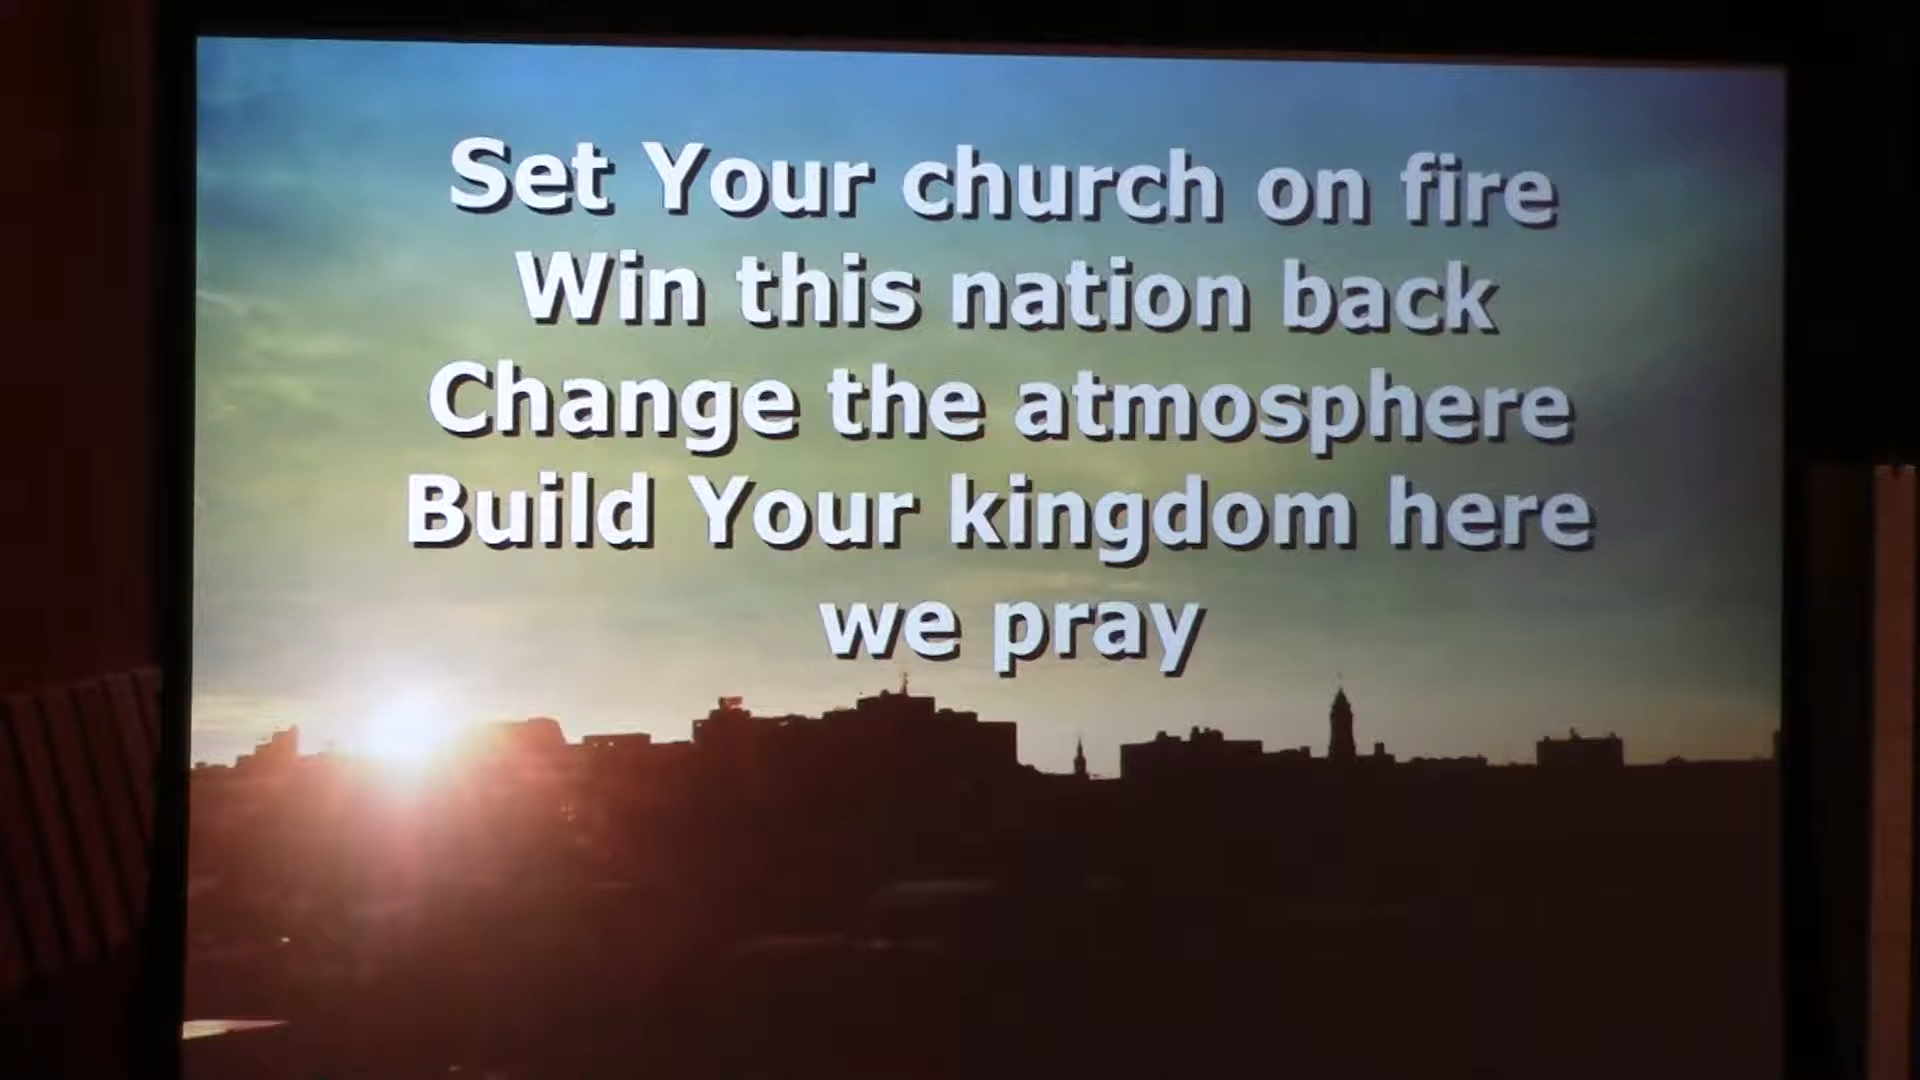 Set Your church on fire
Win this nation back
Change the atmosphere
Build Your kingdom here
we pray